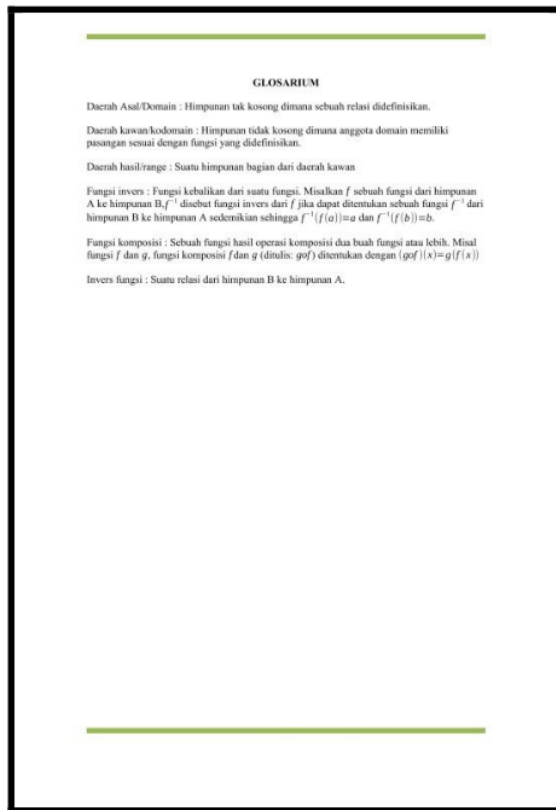 GLOSARIUM
Daerah Asal/Domain : Himpunan tak kosong dimana sebuah relasi didefinisikan.
Daerah kawan/kodomain : Himpunan tidak kosong dimana anggota domain memiliki
pasangan sesuai dengan fungsi yang didefinisikan.
Daerah hasil/range : Suatu himpunan bagian dari daerah kawan
Fungsi invers : Fungsi kebalikan dari suatu fungsi. Misalkan f sebuah fungsi dari himpunan
A ke himpunan B,f⁻¹ disebut fungsi invers dari f jika dapat ditentukan sebuah fungsi f⁻¹ dari
himpunan B ke himpunan A sedemikian sehingga f⁻¹(f(a))=a dan f⁻¹(f(b))=b.
Fungsi komposisi : Sebuah fungsi hasil operasi komposisi dua buah fungsi atau lebih. Misal
fungsi f dan g, fungsi komposisi f dan g (ditulis: gof) ditentukan dengan (gof)(x)=g(f(x))
Invers fungsi : Suatu relasi dari himpunan B ke himpunan A.